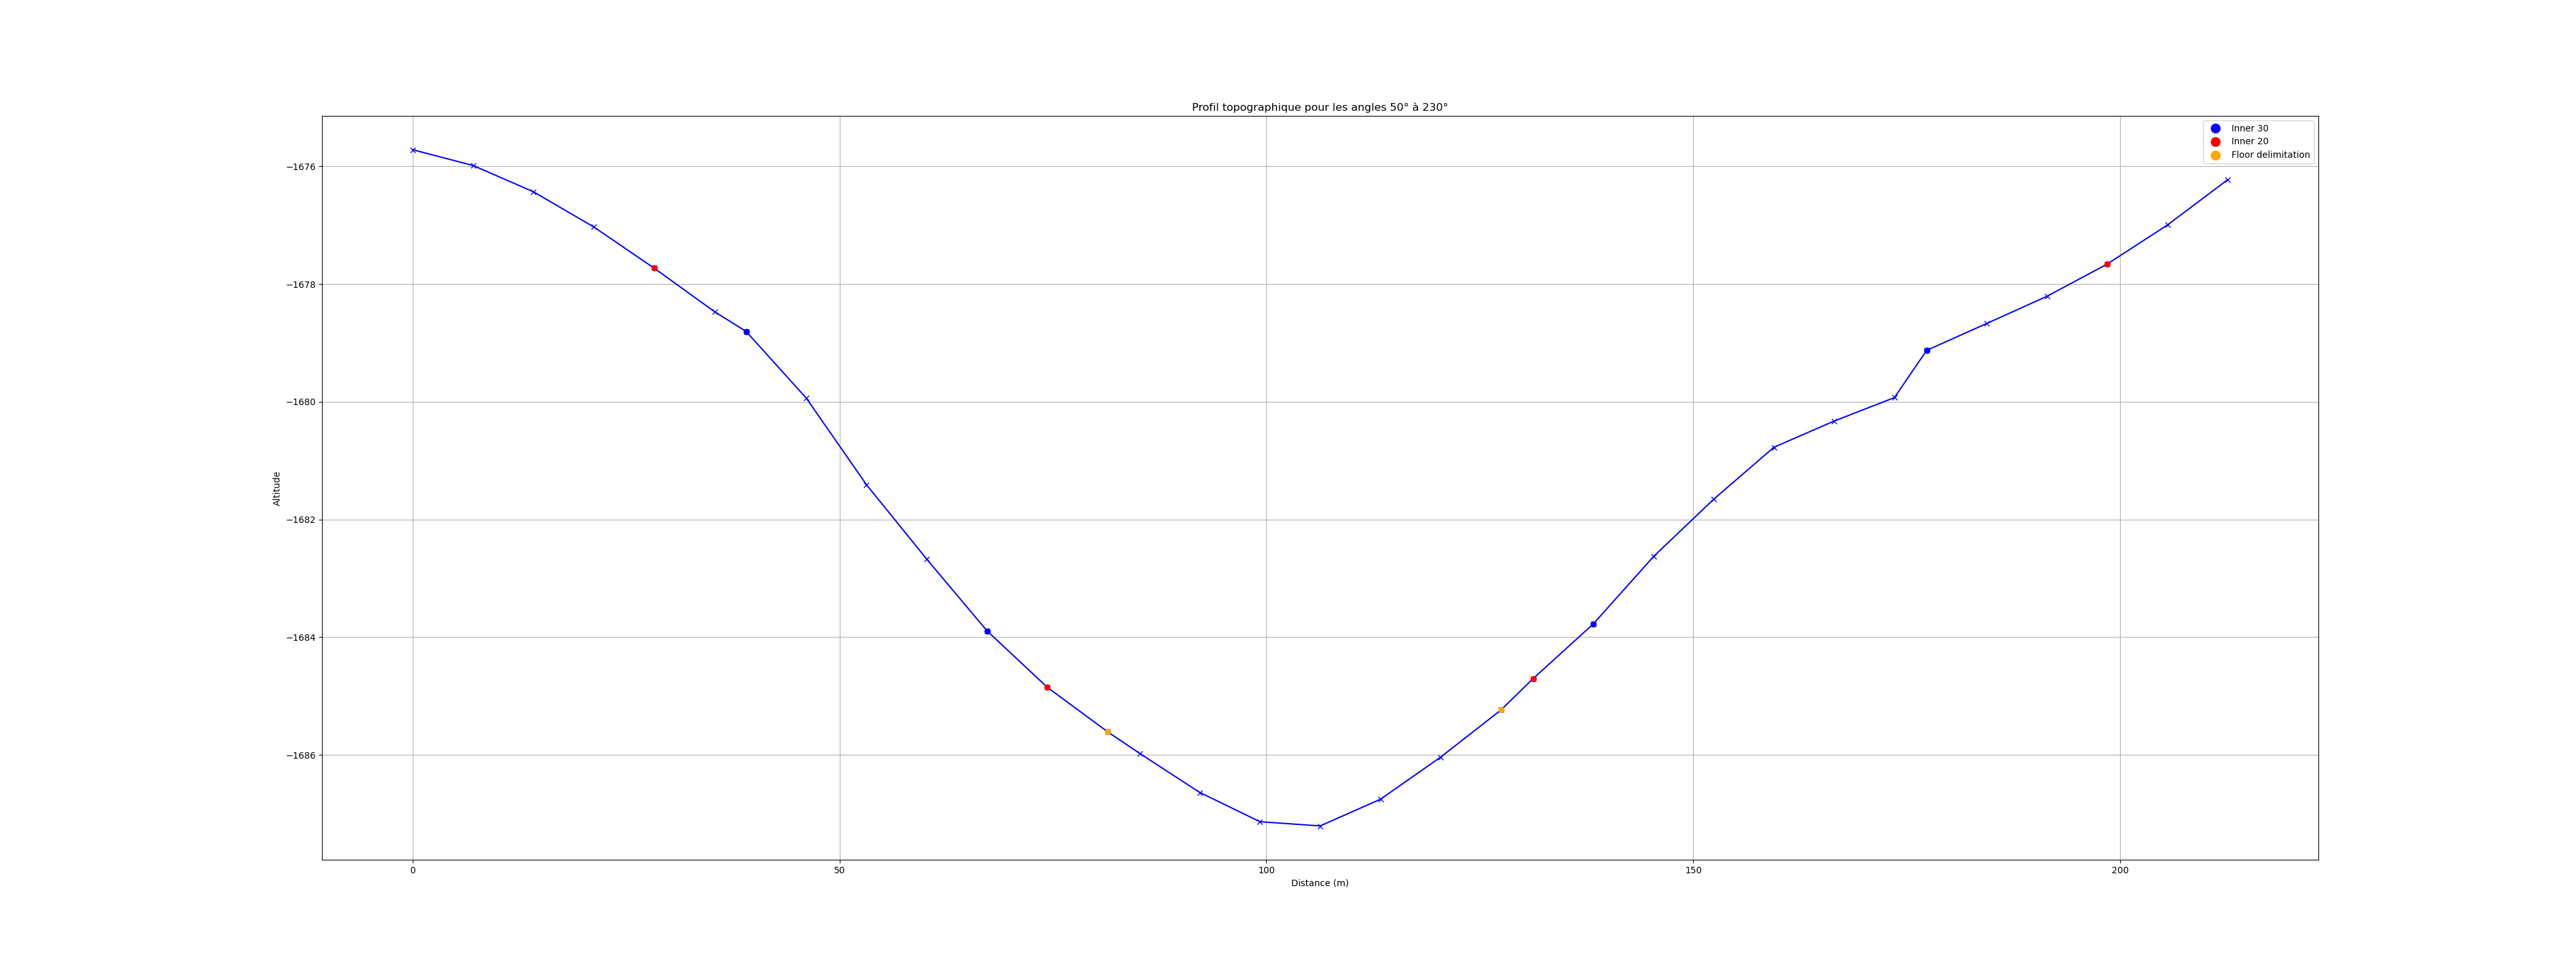 Profil topographique pour les angles 50° à 230°
Inner 30
Inner 20
Floor delimitation
−1676
−1678
−1680
−1682
−1684
−1686
Altitude
0
50
100
150
200
Distance (m)